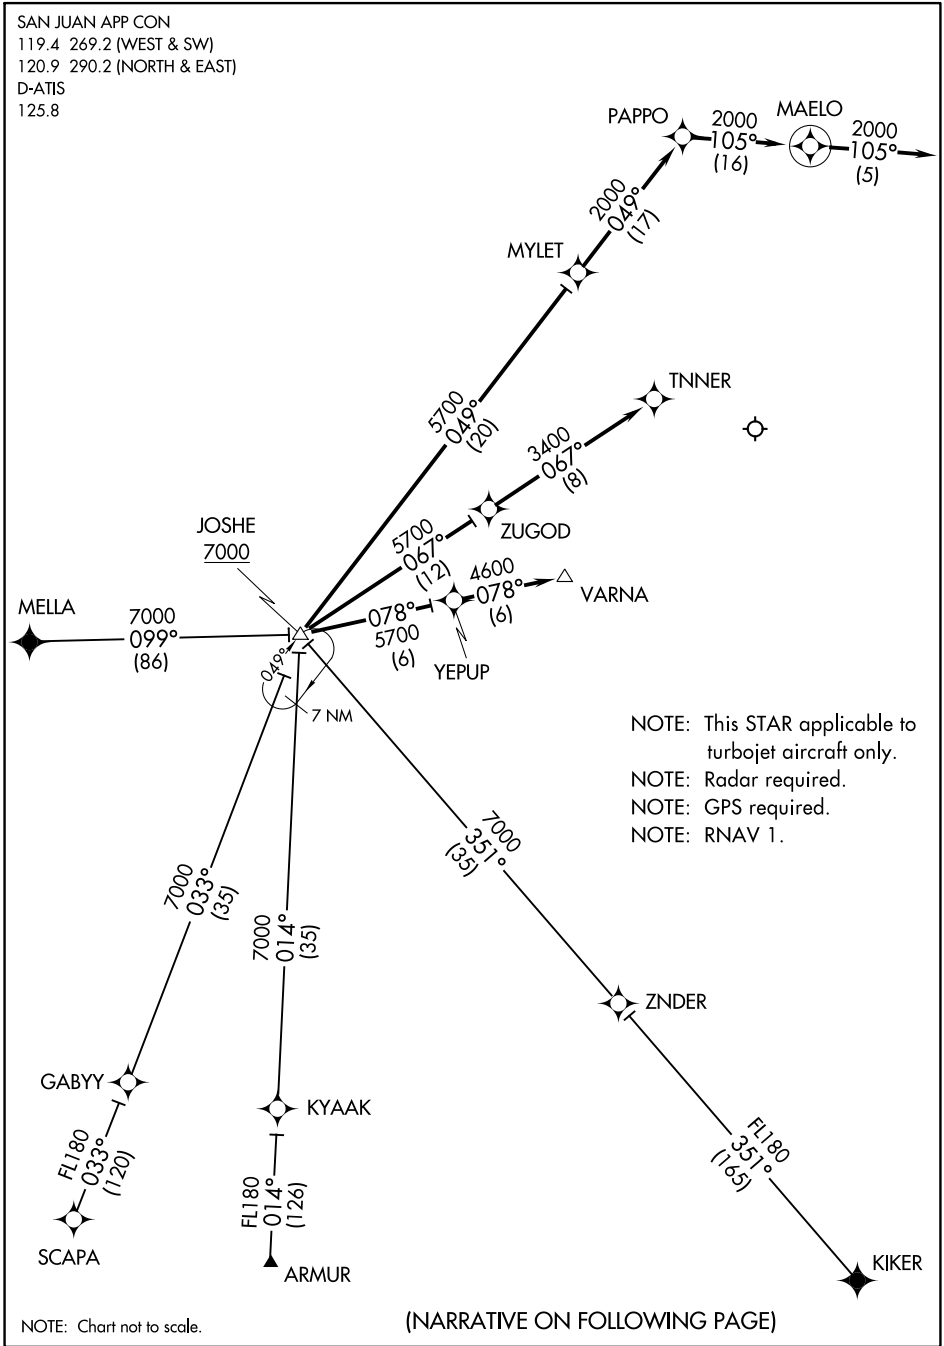 SAN JUAN APP CON
119.4 269.2 (WEST & SW)
120.9 290.2 (NORTH & EAST)
D-ATIS
125.8
PAPPO
MAELO
2000
105°
(16)
2000
105°
(5)
2000
049°
(17)
MYLET
5700
049°
(20)
TNNER
3400
067°
(8)
ZUGOD
5700
067°
(12)
JOSHE
7000
4600
078°
(6)
VARNA
078°
5700
(6)
YEPUP
MELLA
7000
099°
(86)
049°
7 NM
NOTE: This STAR applicable to
turbojet aircraft only.
NOTE: Radar required.
NOTE: GPS required.
NOTE: RNAV 1.
7000
351°
(35)
7000
033°
(35)
7000
014°
(35)
ZNDER
GABYY
KYAAK
FL180
033°
(120)
FL180
014°
(126)
FL180
351°
(165)
SCAPA
ARMUR
KIKER
NOTE: Chart not to scale.
(NARRATIVE ON FOLLOWING PAGE)